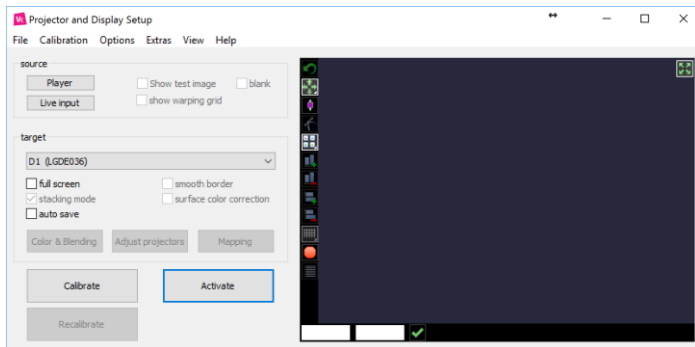 Vc Projector and Display Setup
File Calibration Options Extras View Help
source
Player
Show test image
blank
Live input
show warping grid
target
D1 (LGDE036)
full screen
smooth border
stacking mode
surface color correction
auto save
Color & Blending
Adjust projectors
Mapping
Calibrate
Activate
Recalibrate